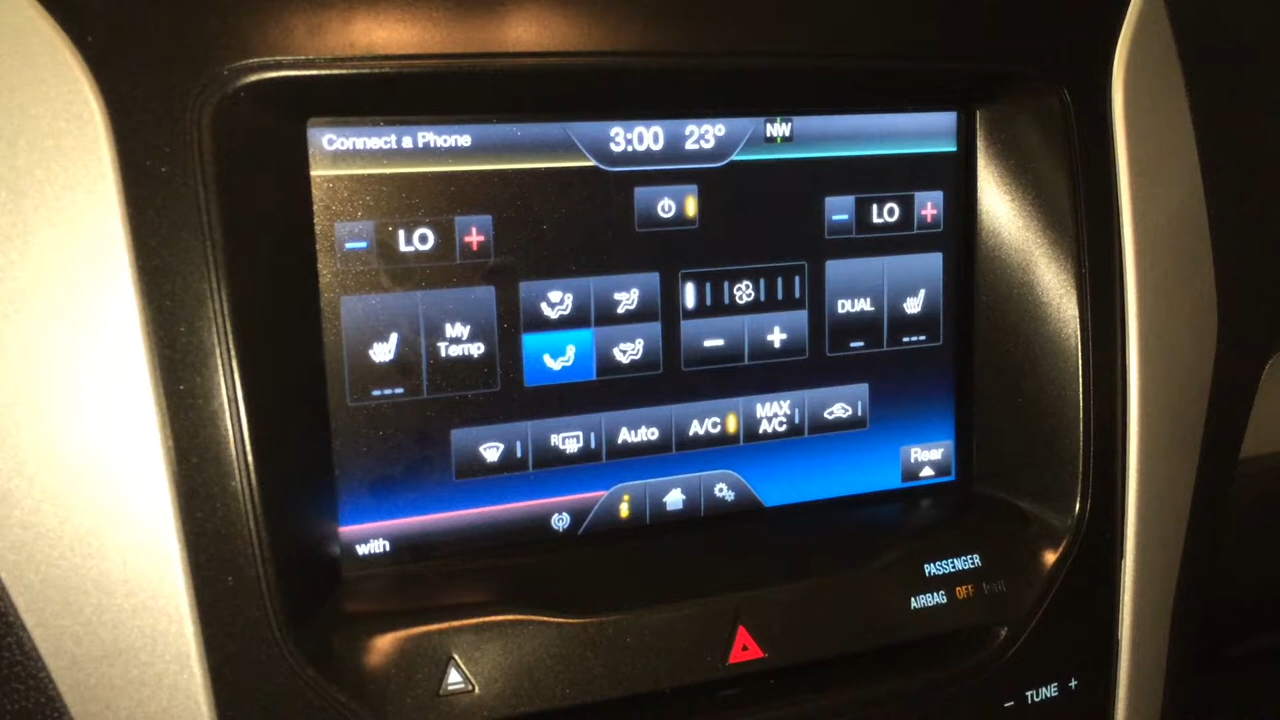 Connect a Phone
3:00 23°
NW
LO
LO
My
Temp
DUAL
R
Auto
A/C
MAX
A/C
Rear
with
PASSENGER
AIRBAG OFF
TUNE